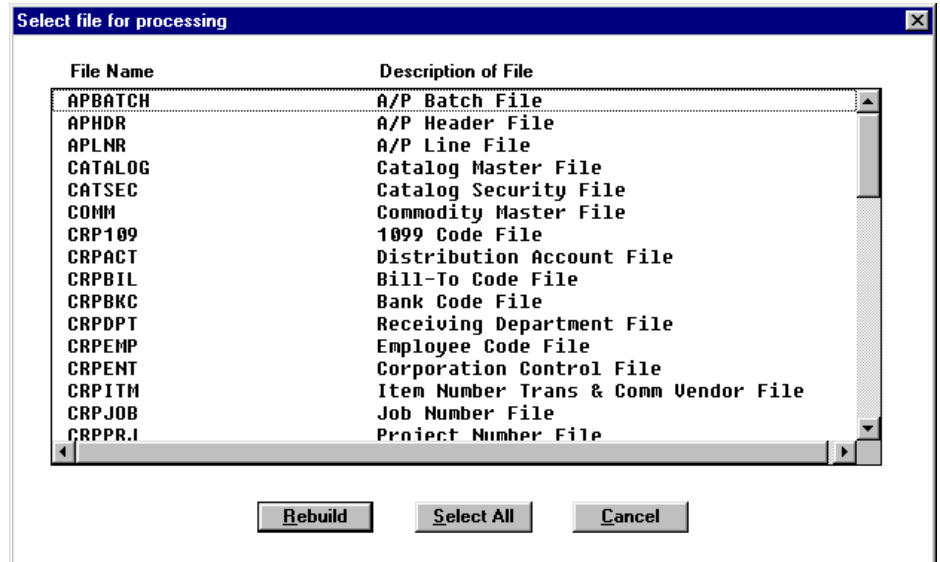 Select file for processing
File Name Description of File
APBATCH A/P Batch File
APHDR A/P Header File
APLNR A/P Line File
CATALOG Catalog Master File
CATSEC Catalog Security File
COMM Commodity Master File
CRP109 1099 Code File
CRPACT Distribution Account File
CRPBIL Bill-To Code File
CRPBKC Bank Code File
CRPDPT Receiving Department File
CRPEMP Employee Code File
CRPENT Corporation Control File
CRPITM Item Number Trans & Comm Vendor File
CRPJOB Job Number File
CRPPRJ Project Number File
Rebuild Select All Cancel